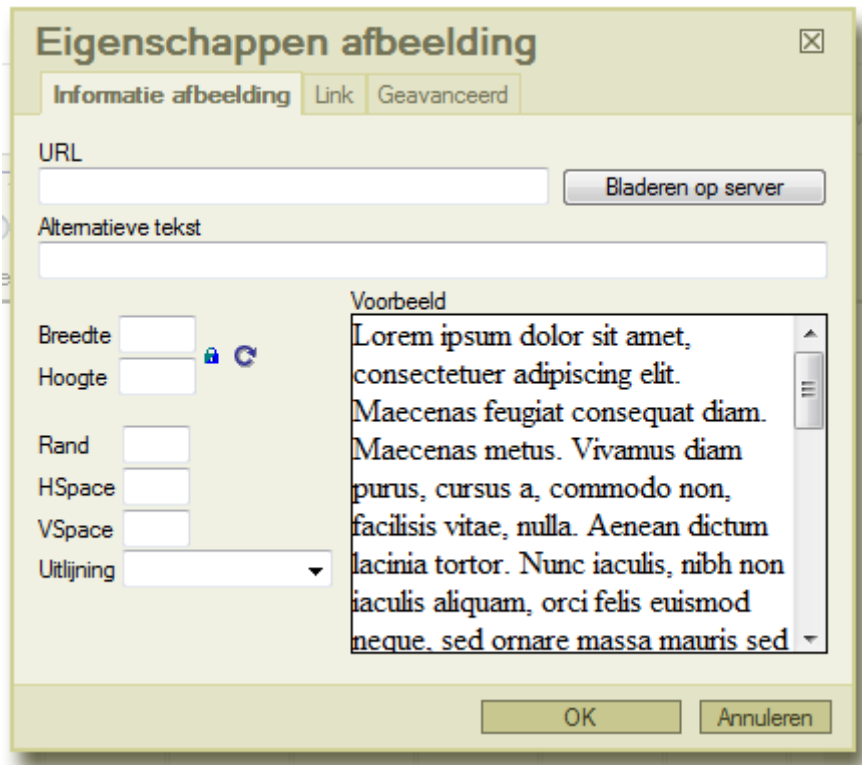 Eigenschappen afbeelding
Informatie afbeelding Link Geavanceerd
URL
Bladeren op server
Alternatieve tekst
Voorbeeld
Breedte
Hoogte
Rand
HSpace
VSpace
Uitlijning
Lorem ipsum dolor sit amet,
consectetuer adipiscing elit.
Maecenas feugiat consequat diam.
Maecenas metus. Vivamus diam
purus, cursus a, commodo non,
facilisis vitae, nulla. Aenean dictum
lacinia tortor. Nunc iaculis, nibh non
iaculis aliquam, orci felis euismod
neque, sed ornare massa mauris sed
OK Annuleren